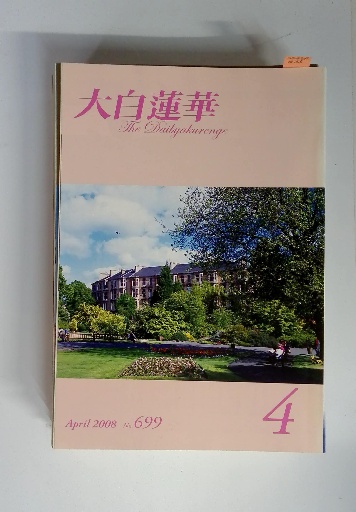 大白蓮華
The Daibyakurenge
April 2008 No. 699
4